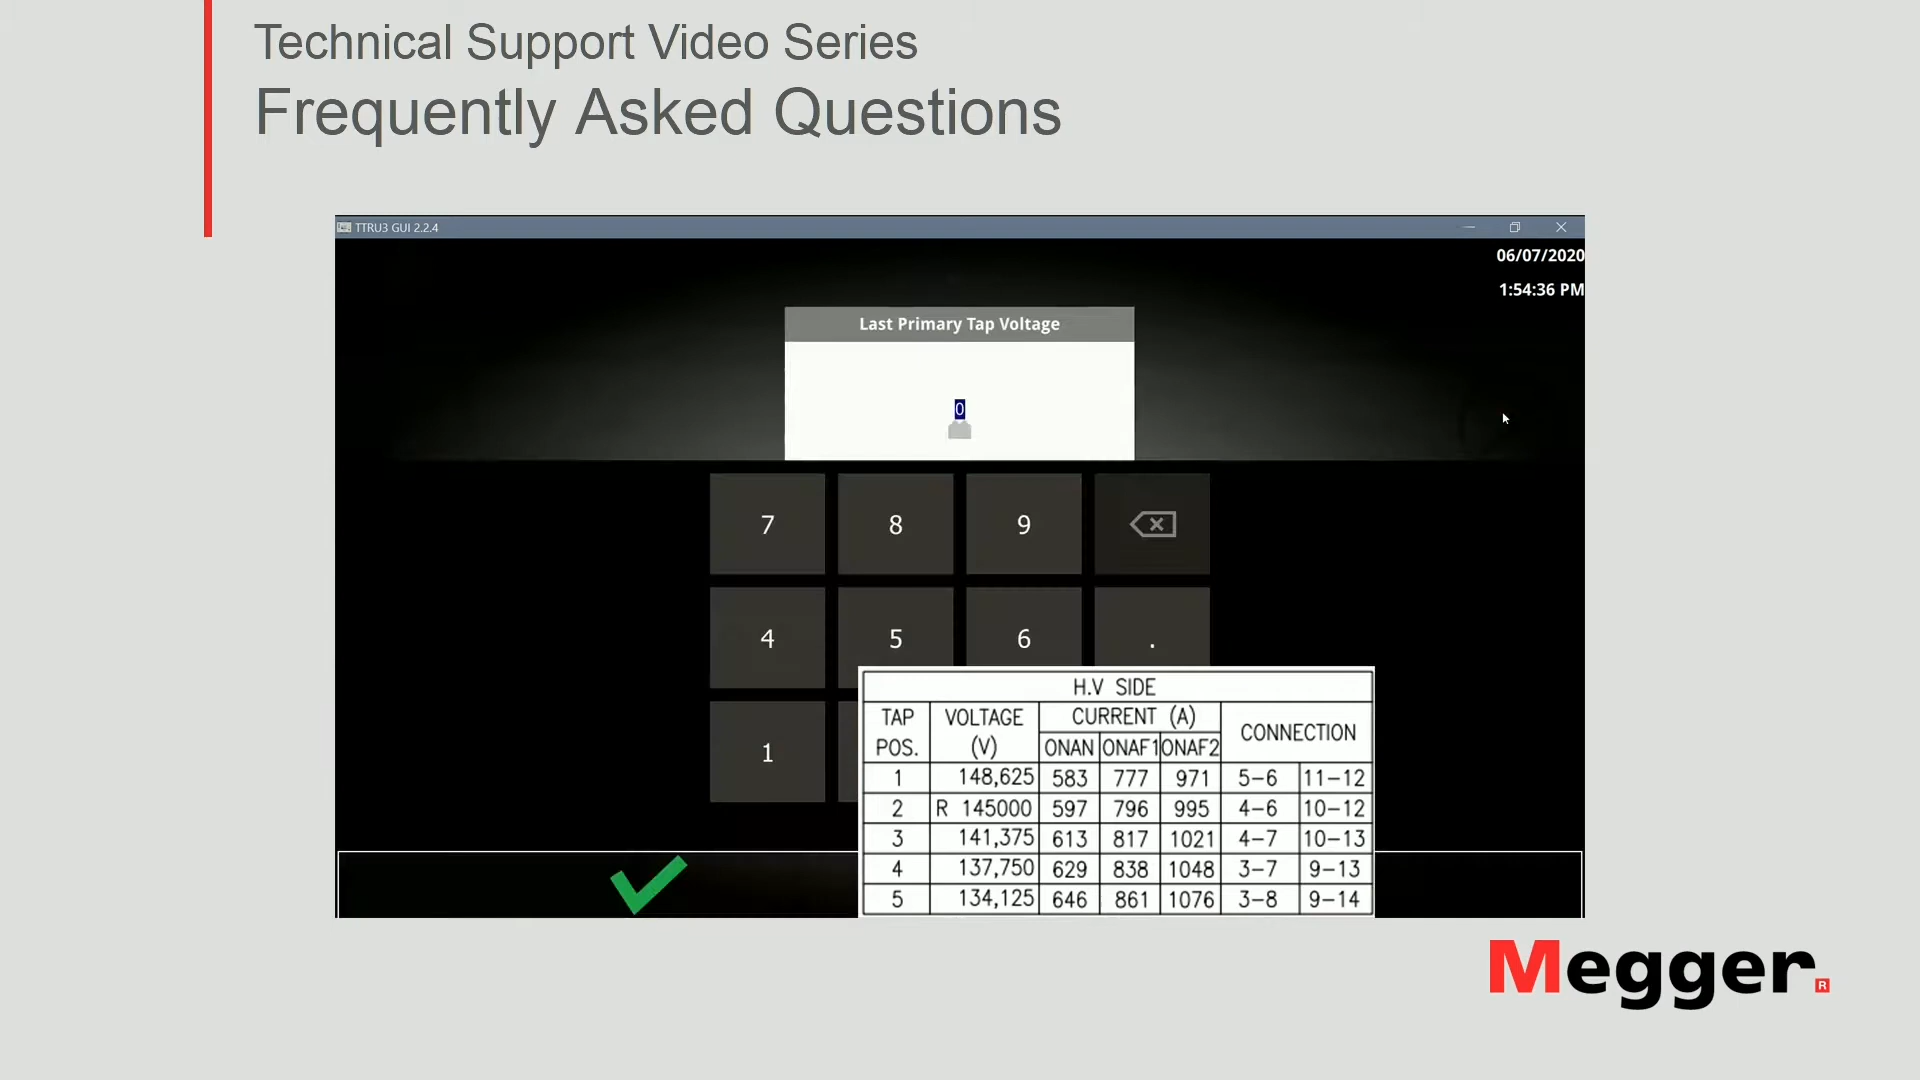 Technical Support Video Series
Frequently Asked Questions
TTRU3 GUI 2.2.4
06/07/2020
1:54:36 PM
Last Primary Tap Voltage
0
7 8 9
4 5 6 .
1
H.V SIDE
TAP POS. VOLTAGE (V) CURRENT (A) CONNECTION
ONAN ONAF1 ONAF2
1 148,625 583 777 971 5-6 11-12
2 R 145000 597 796 995 4-6 10-12
3 141,375 613 817 1021 4-7 10-13
4 137,750 629 838 1048 3-7 9-13
5 134,125 646 861 1076 3-8 9-14
Megger R